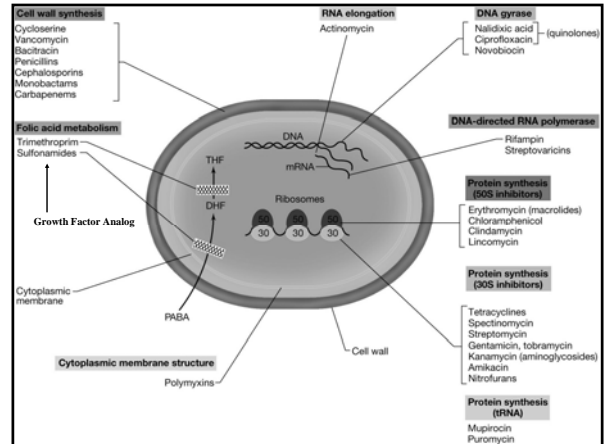 Cell wall synthesis
Cycloserine
Vancomycin
Bacitracin
Penicillins
Cephalosporins
Monobactams
Carbapenems
RNA elongation
Actinomycin
DNA gyrase
Nalidixic acid
Ciprofloxacin
Novobiocin
(quinolones)
Folic acid metabolism
Trimethroprim
Sulfonamides
Growth Factor Analog
DNA
mRNA
THF
DHF
PABA
Ribosomes
50 50 50
30 30 30
DNA-directed RNA polymerase
Rifampin
Streptovaricins
Protein synthesis
(50S inhibitors)
Erythromycin (macrolides)
Chloramphenicol
Clindamycin
Lincomycin
Protein synthesis
(30S inhibitors)
Tetracyclines
Spectinomycin
Streptomycin
Gentamicin, tobramycin
Kanamycin (aminoglycosides)
Amikacin
Nitrofurans
Protein synthesis
(tRNA)
Mupirocin
Puromycin
Cytoplasmic
membrane
Cell wall
Cytoplasmic membrane structure
Polymyxins